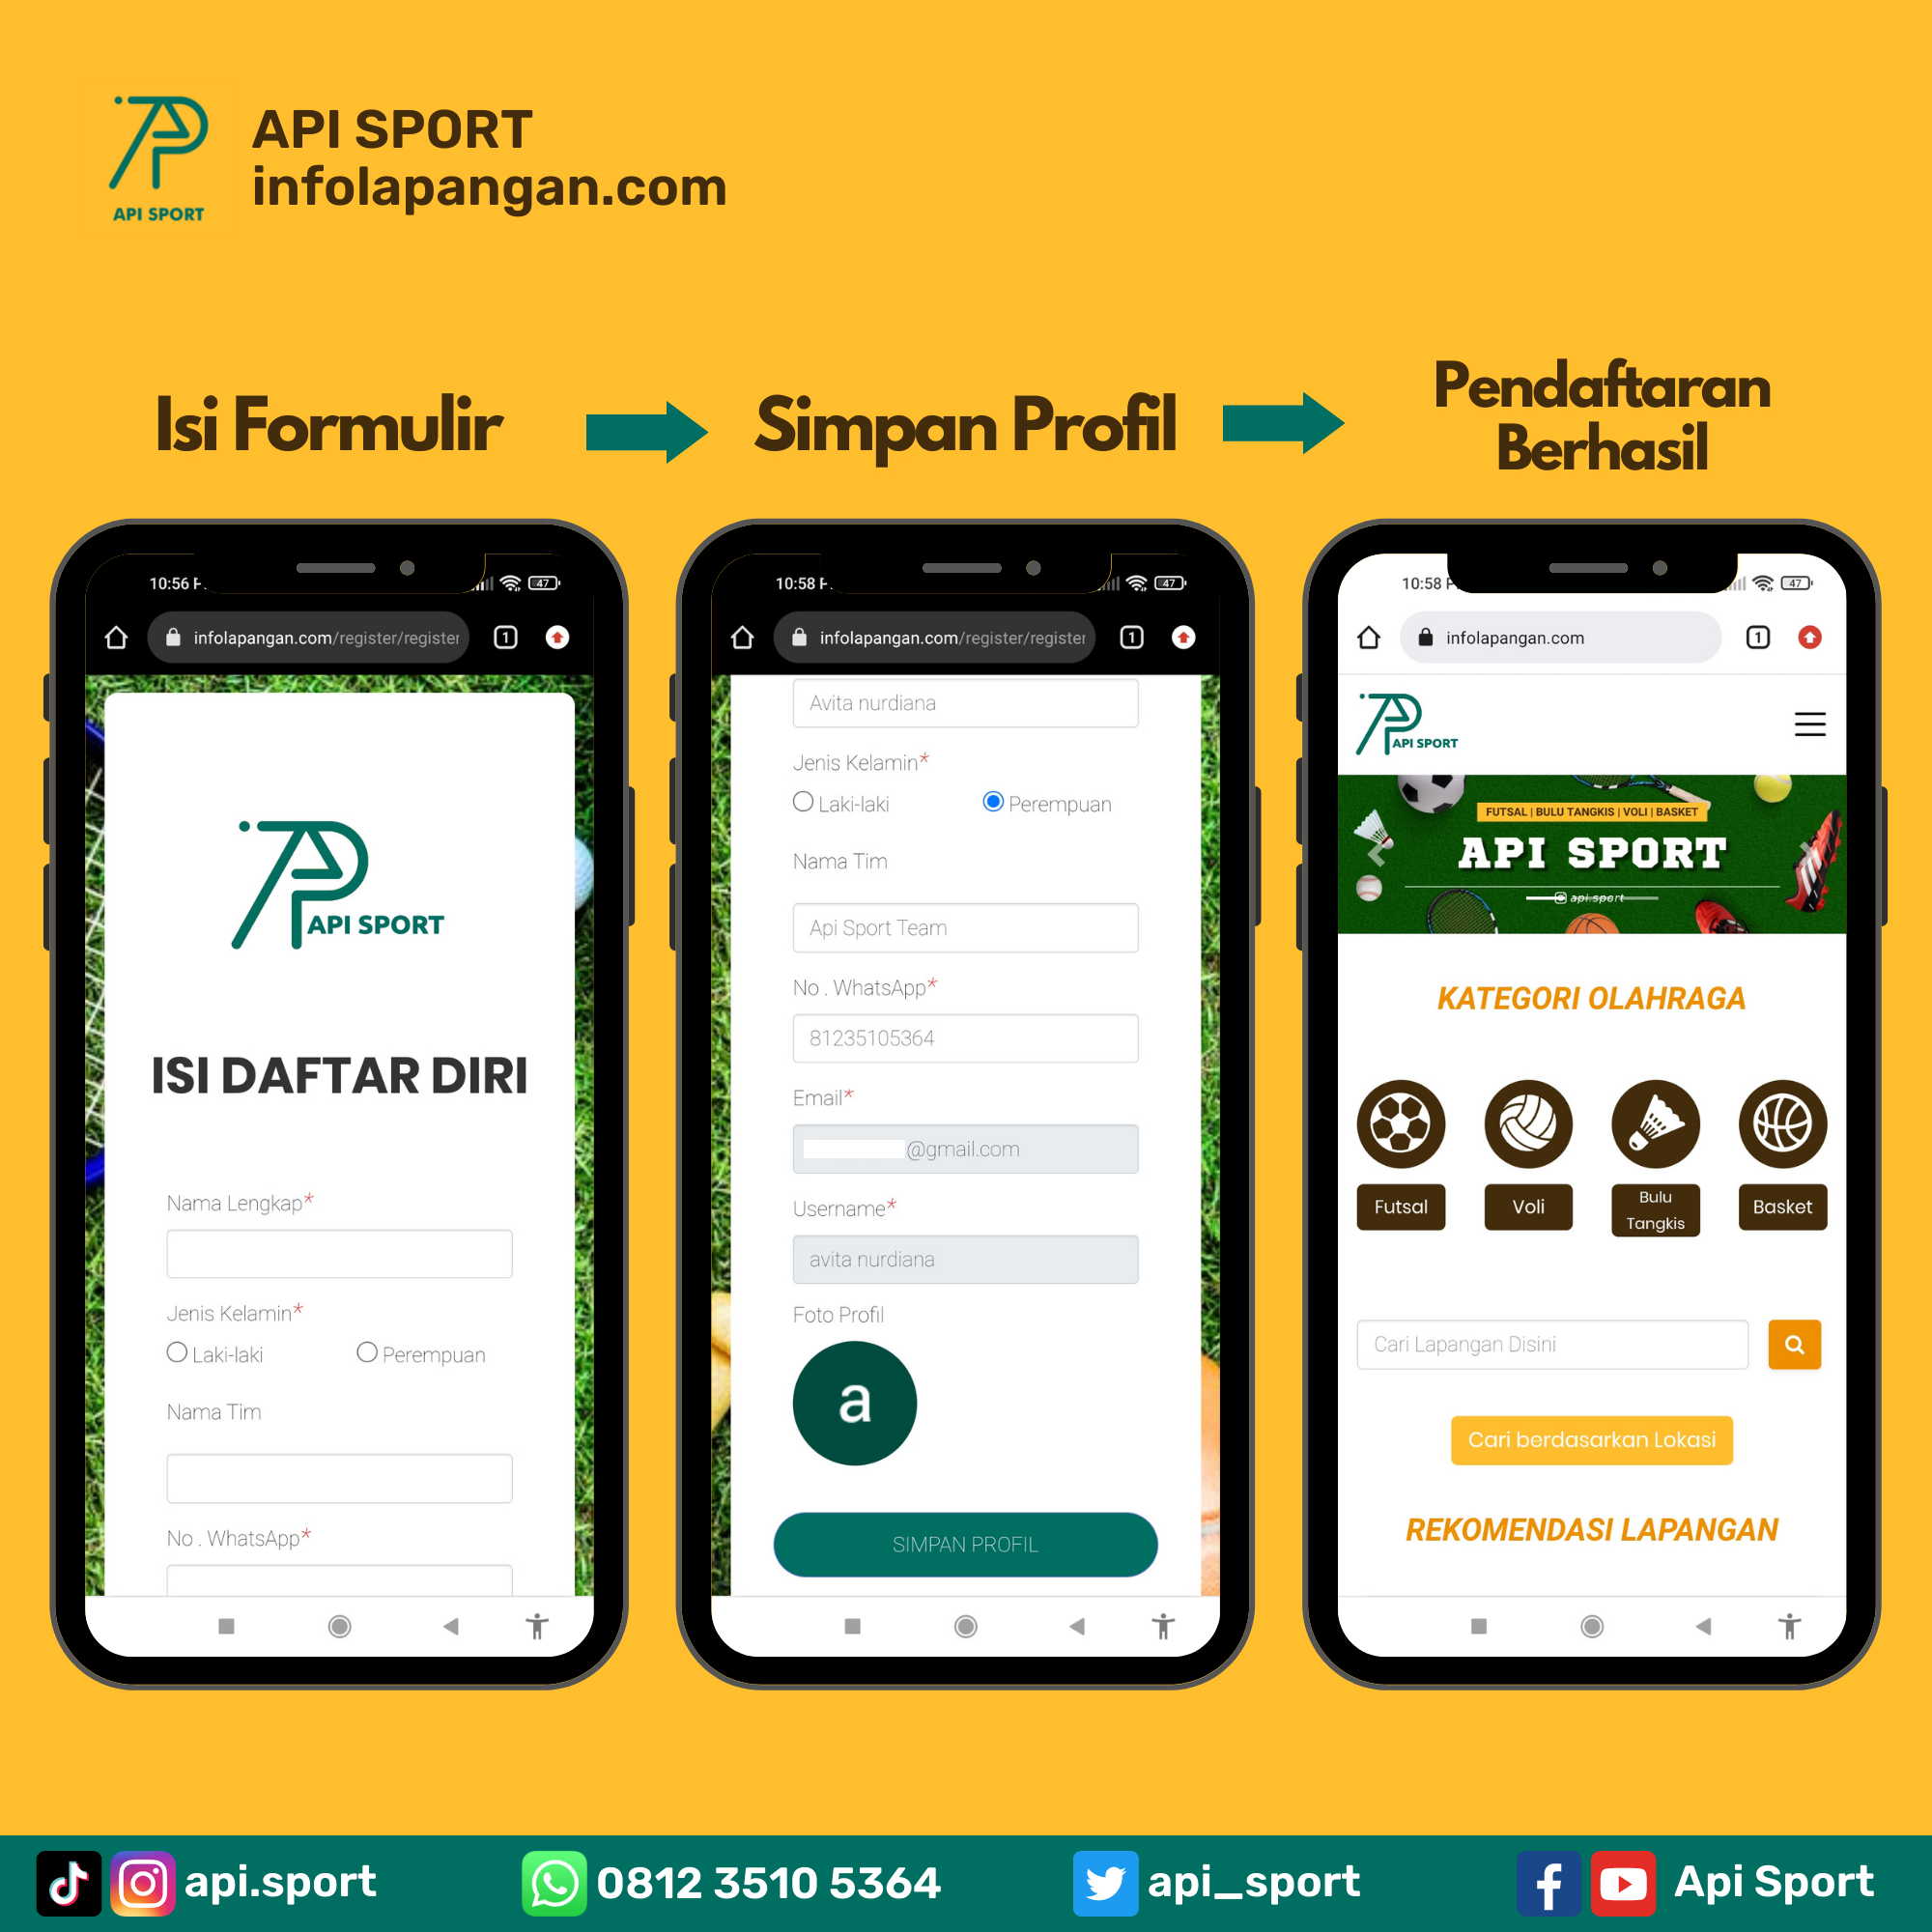 API SPORT
API SPORT
infolapangan.com
Isi Formulir
Simpan Profil
Pendaftaran
Berhasil
10:56
47
infolapangan.com/register/register
1
API SPORT
ISI DAFTAR DIRI
Nama Lengkap*
Jenis Kelamin*
Laki-laki
Perempuan
Nama Tim
No . WhatsApp*
10:58
47
infolapangan.com/register/register
1
Avita nurdiana
Jenis Kelamin*
Laki-laki
Perempuan
Nama Tim
Api Sport Team
No . WhatsApp*
81235105364
Email*
@gmail.com
Username*
avita nurdiana
Foto Profil
a
SIMPAN PROFIL
10:58
47
infolapangan.com
1
API SPORT
FUTSAL | BULU TANGKIS | VOLI | BASKET
API SPORT
api.sport
KATEGORI OLAHRAGA
Futsal
Voli
Bulu
Tangkis
Basket
Cari Lapangan Disini
Cari berdasarkan Lokasi
REKOMENDASI LAPANGAN
api.sport
0812 3510 5364
api_sport
Api Sport